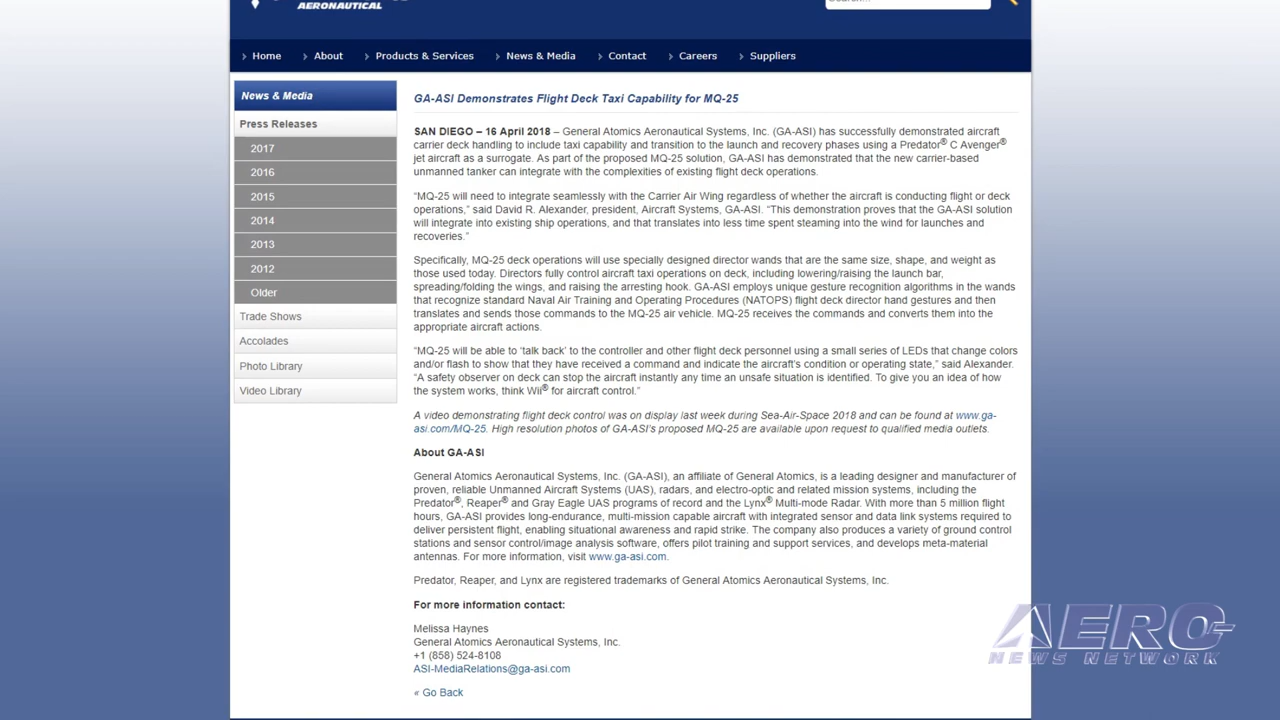 AERONAUTICAL
Search...
Home
About
Products & Services
News & Media
Contact
Careers
Suppliers
News & Media
Press Releases
2017
2016
2015
2014
2013
2012
Older
Trade Shows
Accolades
Photo Library
Video Library
GA-ASI Demonstrates Flight Deck Taxi Capability for MQ-25
SAN DIEGO – 16 April 2018 – General Atomics Aeronautical Systems, Inc. (GA-ASI) has successfully demonstrated aircraft
carrier deck handling to include taxi capability and transition to the launch and recovery phases using a Predator® C Avenger®
jet aircraft as a surrogate. As part of the proposed MQ-25 solution, GA-ASI has demonstrated that the new carrier-based
unmanned tanker can integrate with the complexities of existing flight deck operations.
“MQ-25 will need to integrate seamlessly with the Carrier Air Wing regardless of whether the aircraft is conducting flight or deck
operations,” said David R. Alexander, president, Aircraft Systems, GA-ASI. “This demonstration proves that the GA-ASI solution
will integrate into existing ship operations, and that translates into less time spent steaming into the wind for launches and
recoveries.”
Specifically, MQ-25 deck operations will use specially designed director wands that are the same size, shape, and weight as
those used today. Directors fully control aircraft taxi operations on deck, including lowering/raising the launch bar,
spreading/folding the wings, and raising the arresting hook. GA-ASI employs unique gesture recognition algorithms in the wands
that recognize standard Naval Air Training and Operating Procedures (NATOPS) flight deck director hand gestures and then
translates and sends those commands to the MQ-25 air vehicle. MQ-25 receives the commands and converts them into the
appropriate aircraft actions.
“MQ-25 will be able to ‘talk back’ to the controller and other flight deck personnel using a small series of LEDs that change colors
and/or flash to show that they have received a command and indicate the aircraft’s condition or operating state,” said Alexander.
“A safety observer on deck can stop the aircraft instantly any time an unsafe situation is identified. To give you an idea of how
the system works, think Wii® for aircraft control.”
A video demonstrating flight deck control was on display last week during Sea-Air-Space 2018 and can be found at www.ga-
asi.com/MQ-25. High resolution photos of GA-ASI’s proposed MQ-25 are available upon request to qualified media outlets.
About GA-ASI
General Atomics Aeronautical Systems, Inc. (GA-ASI), an affiliate of General Atomics, is a leading designer and manufacturer of
proven, reliable Unmanned Aircraft Systems (UAS), radars, and electro-optic and related mission systems, including the
Predator®, Reaper® and Gray Eagle UAS programs of record and the Lynx® Multi-mode Radar. With more than 5 million flight
hours, GA-ASI provides long-endurance, multi-mission capable aircraft with integrated sensor and data link systems required to
deliver persistent flight, enabling situational awareness and rapid strike. The company also produces a variety of ground control
stations and sensor control/image analysis software, offers pilot training and support services, and develops meta-material
antennas. For more information, visit www.ga-asi.com.
Predator, Reaper, and Lynx are registered trademarks of General Atomics Aeronautical Systems, Inc.
For more information contact:
Melissa Haynes
General Atomics Aeronautical Systems, Inc.
+1 (858) 524-8108
ASI-MediaRelations@ga-asi.com
« Go Back
AERO
NEWS NETWORK